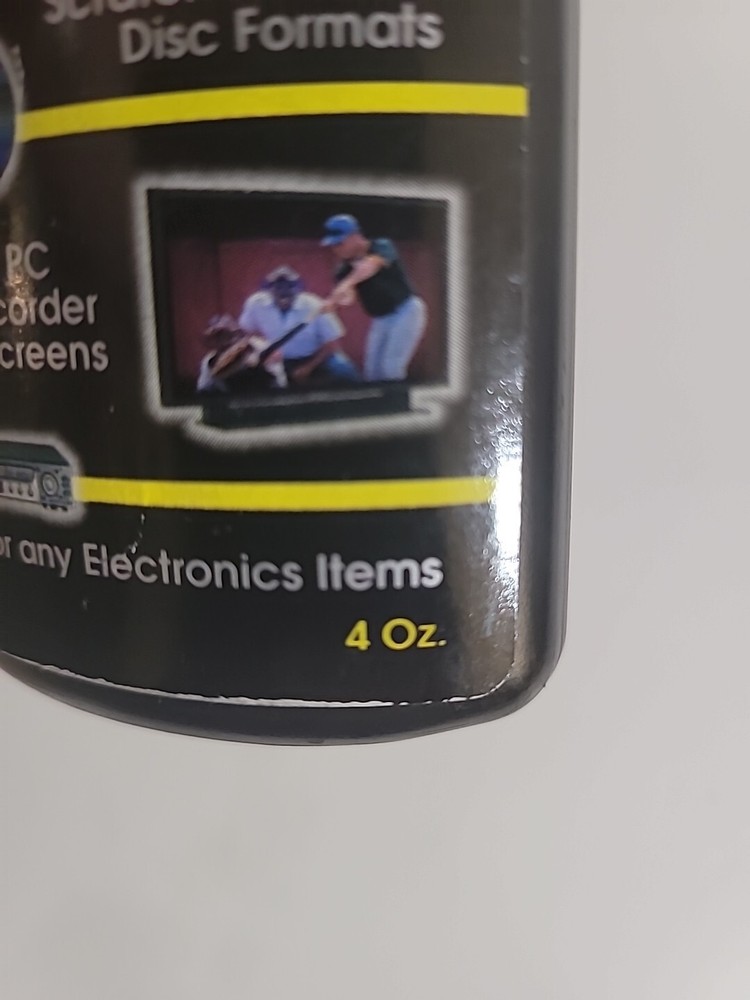 Disc Formats
PC
corder
creens
or any Electronics Items
4 Oz.